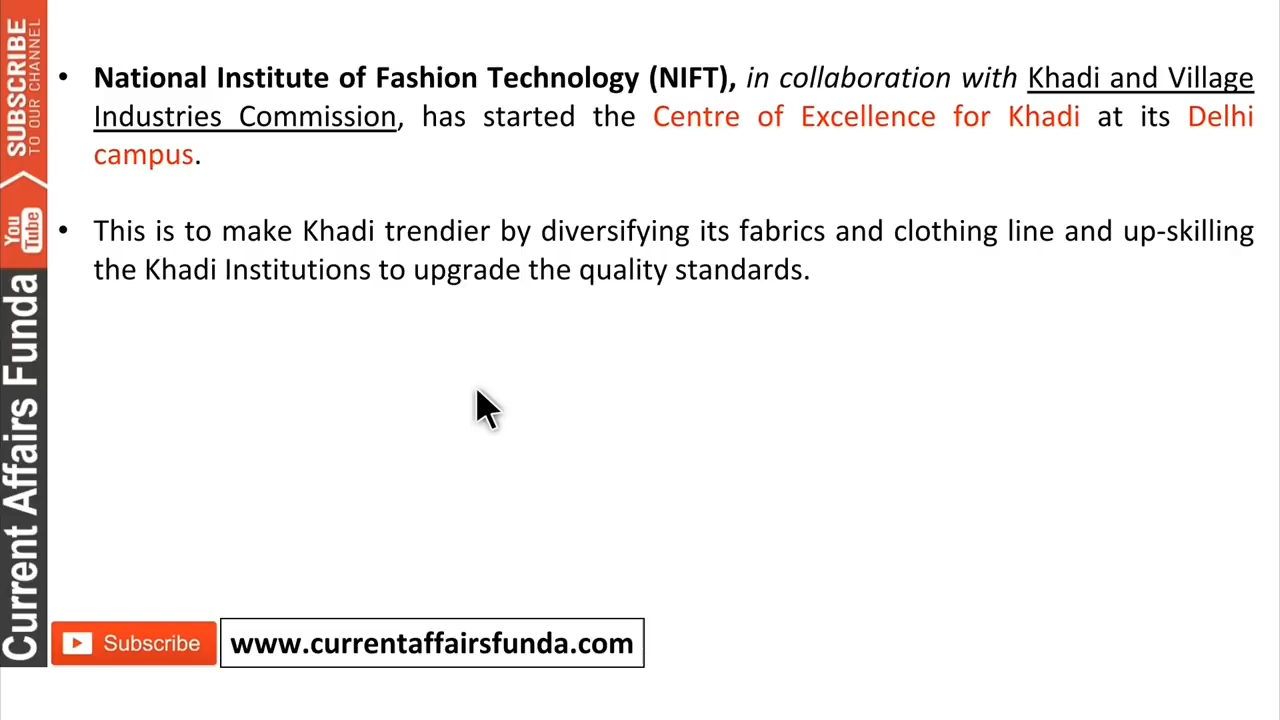 SUBSCRIBE
TO OUR CHANNEL
You
Tube
Current Affairs Funda
• National Institute of Fashion Technology (NIFT), in collaboration with Khadi and Village
Industries Commission, has started the Centre of Excellence for Khadi at its Delhi
campus.
• This is to make Khadi trendier by diversifying its fabrics and clothing line and up-skilling
the Khadi Institutions to upgrade the quality standards.
Subscribe
www.currentaffairsfunda.com